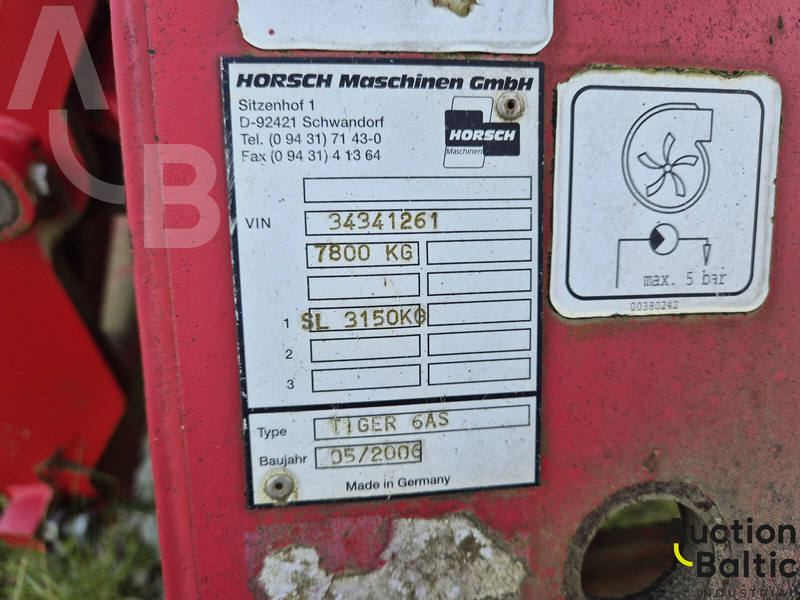 HORSCH Maschinen GmbH
Sitzenhof 1
D-92421 Schwandorf
Tel. (0 94 31) 71 43-0
Fax (0 94 31) 4 13 64
HORSCH
Maschinen
VIN 34341261
7800 KG
1 SL 3150KG
2
3
Type TIGER 6AS
Baujahr 05/2006
Made in Germany
max. 5 bar
00380242
AB
Auction
Baltic
INDUSTRIAL